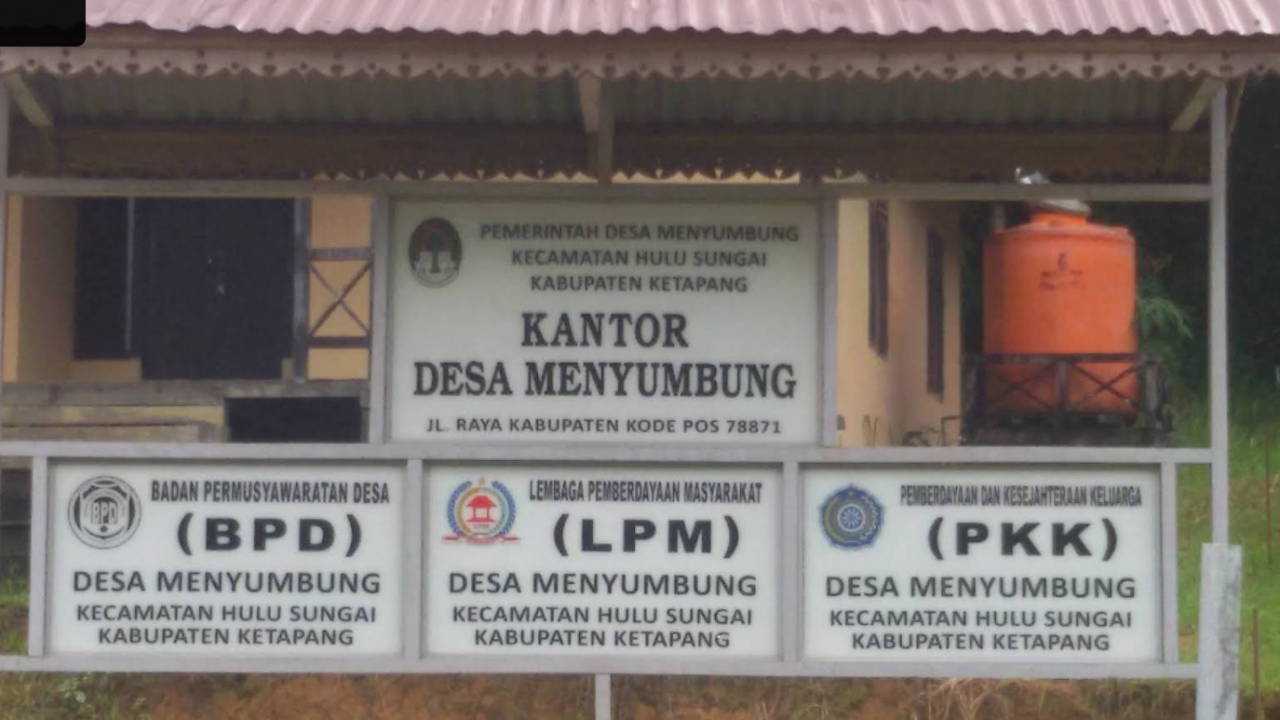 PEMERINTAH DESA MENYUMBUNG
KECAMATAN HULU SUNGAI
KABUPATEN KETAPANG
KANTOR
DESA MENYUMBUNG
JL. RAYA KABUPATEN KODE POS 78871
BPD
BADAN PERMUSYAWARATAN DESA
(BPD)
DESA MENYUMBUNG
KECAMATAN HULU SUNGAI
KABUPATEN KETAPANG
LEMBAGA PEMBERDAYAAN MASYARAKAT
(LPM)
DESA MENYUMBUNG
KECAMATAN HULU SUNGAI
KABUPATEN KETAPANG
PEMBERDAYAAN DAN KESEJAHTERAAN KELUARGA
(PKK)
DESA MENYUMBUNG
KECAMATAN HULU SUNGAI
KABUPATEN KETAPANG